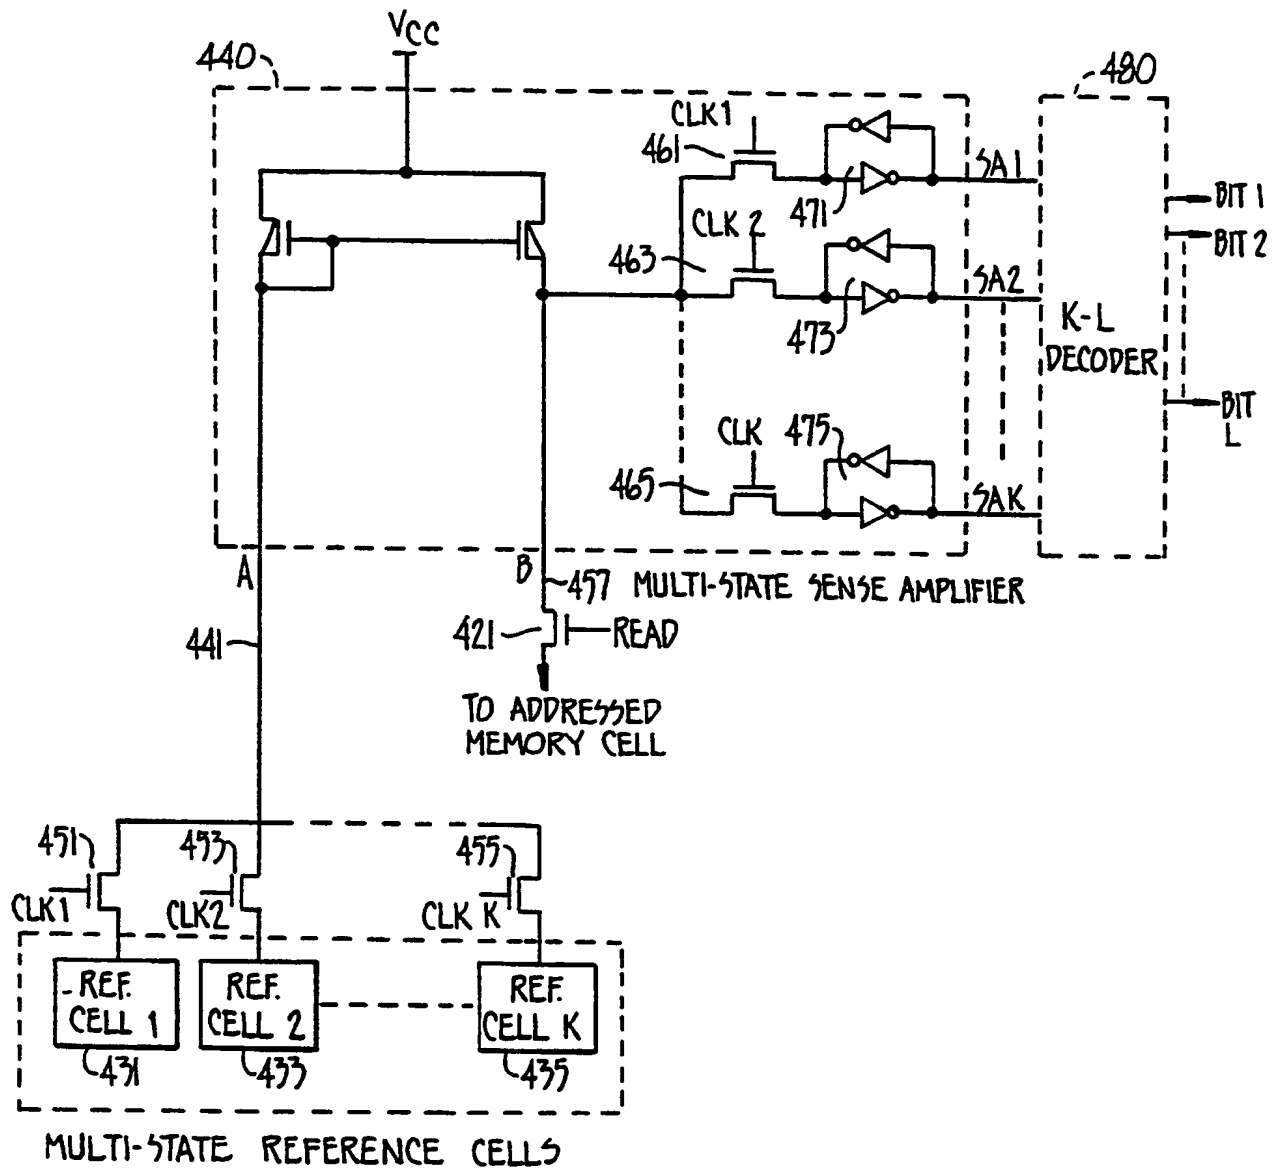 VCC
440
480
CLK1
461
SA1
471
BIT 1
CLK 2
BIT 2
463
SA2
473
K-L
DECODER
BIT
L
CLK
475
465
SAK
A
B
457
MULTI-STATE SENSE AMPLIFIER
421
READ
441
TO ADDRESSED
MEMORY CELL
451
453
455
CLK1
CLK2
CLK K
REF.
CELL 1
REF.
CELL 2
REF.
CELL K
431
433
435
MULTI-STATE REFERENCE CELLS